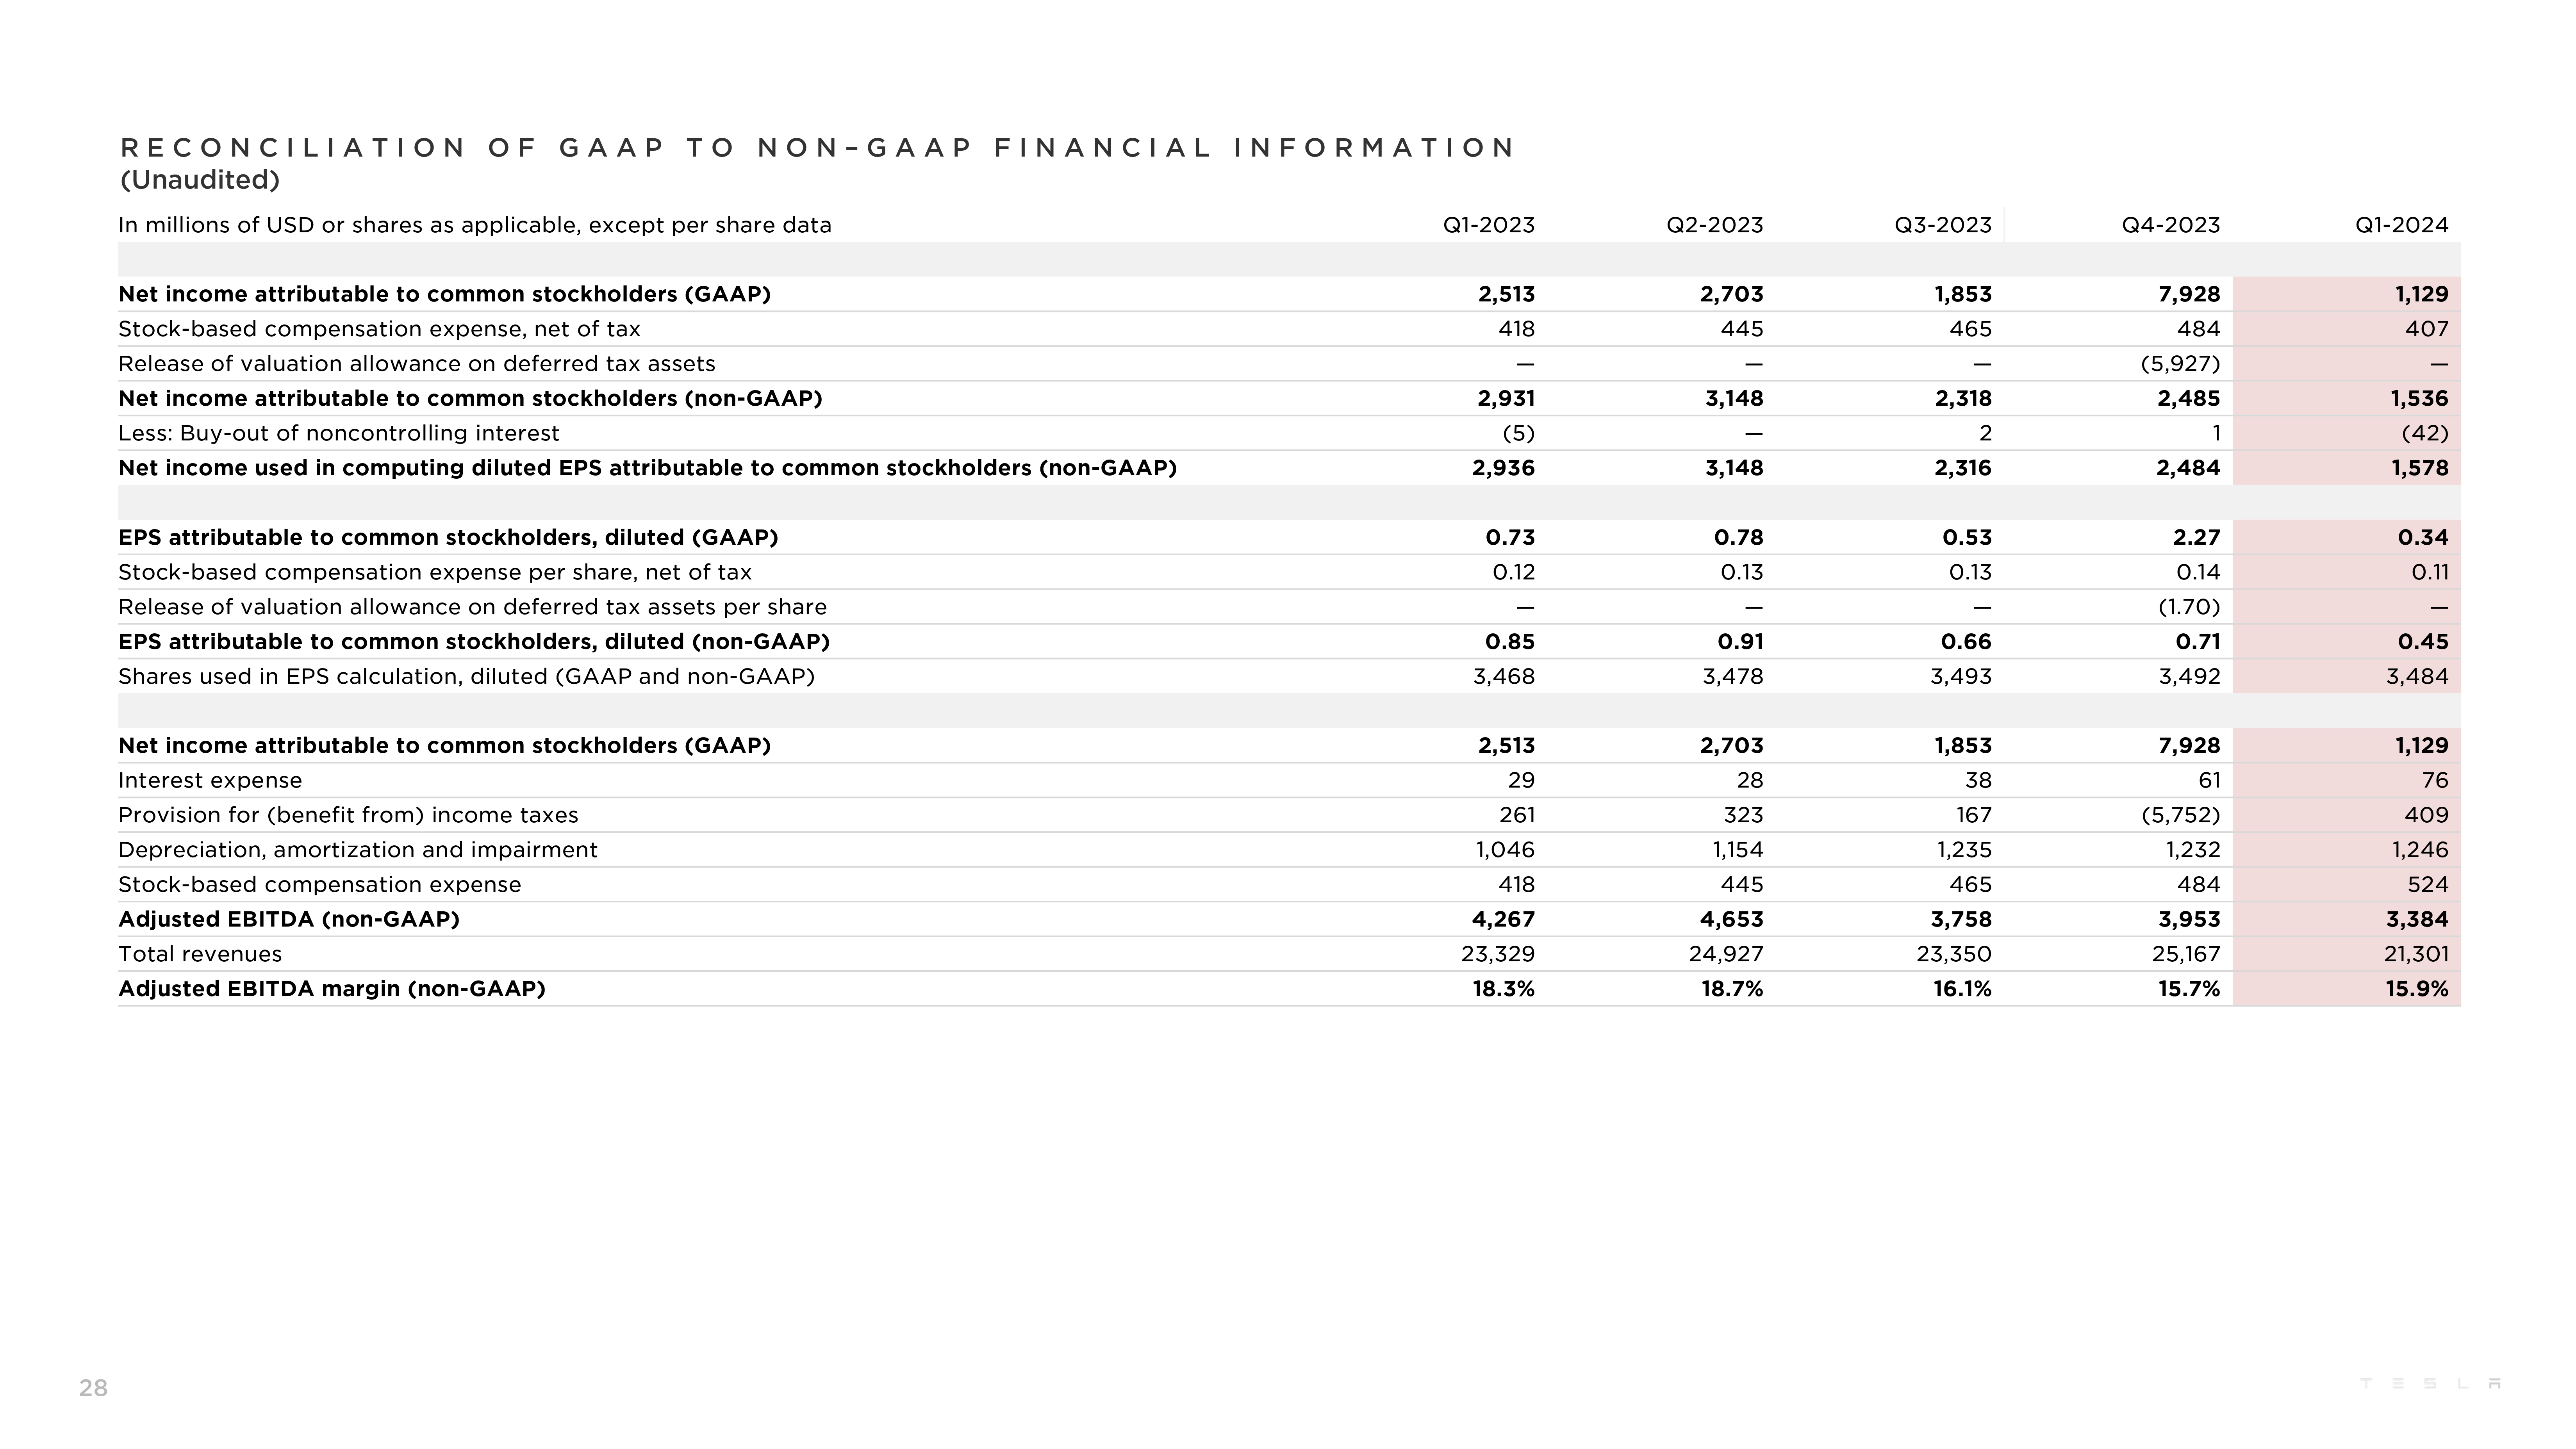 RECONCILIATION OF GAAP TO NON–GAAP FINANCIAL INFORMATION
(Unaudited)
In millions of USD or shares as applicable, except per share data Q1-2023 Q2-2023 Q3-2023 Q4-2023 Q1-2024
Net income attributable to common stockholders (GAAP) 2,513 2,703 1,853 7,928 1,129
Stock-based compensation expense, net of tax 418 445 465 484 407
Release of valuation allowance on deferred tax assets — — — (5,927) —
Net income attributable to common stockholders (non-GAAP) 2,931 3,148 2,318 2,485 1,536
Less: Buy-out of noncontrolling interest (5) — 2 1 (42)
Net income used in computing diluted EPS attributable to common stockholders (non-GAAP) 2,936 3,148 2,316 2,484 1,578
EPS attributable to common stockholders, diluted (GAAP) 0.73 0.78 0.53 2.27 0.34
Stock-based compensation expense per share, net of tax 0.12 0.13 0.13 0.14 0.11
Release of valuation allowance on deferred tax assets per share — — — (1.70) —
EPS attributable to common stockholders, diluted (non-GAAP) 0.85 0.91 0.66 0.71 0.45
Shares used in EPS calculation, diluted (GAAP and non-GAAP) 3,468 3,478 3,493 3,492 3,484
Net income attributable to common stockholders (GAAP) 2,513 2,703 1,853 7,928 1,129
Interest expense 29 28 38 61 76
Provision for (benefit from) income taxes 261 323 167 (5,752) 409
Depreciation, amortization and impairment 1,046 1,154 1,235 1,232 1,246
Stock-based compensation expense 418 445 465 484 524
Adjusted EBITDA (non-GAAP) 4,267 4,653 3,758 3,953 3,384
Total revenues 23,329 24,927 23,350 25,167 21,301
Adjusted EBITDA margin (non-GAAP) 18.3% 18.7% 16.1% 15.7% 15.9%
28
TESLA